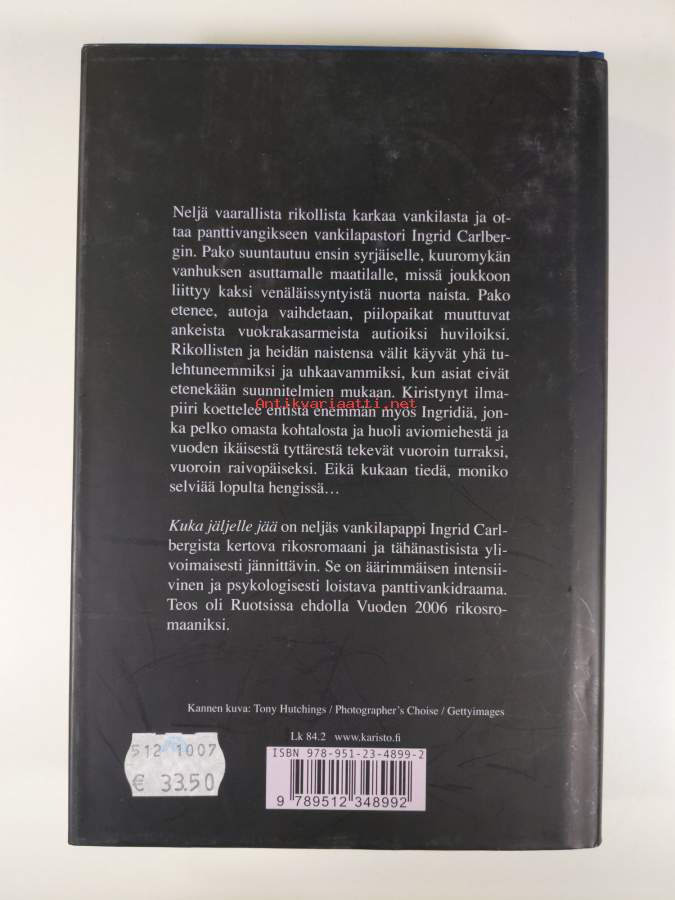 Neljä vaarallista rikollista karkaa vankilasta ja ot-
taa panttivangikseen vankilapastori Ingrid Carlber-
gin. Pako suuntautuu ensin syrjäiselle, kuuromykän
vanhuksen asuttamalle maatilalle, missä joukkoon
liittyy kaksi venäläissyntyistä nuorta naista. Pako
etenee, autoja vaihdetaan, piilopaikat muuttuvat
ankeista vuokrakasarmeista autioiksi huviloiksi.
Rikollisten ja heidän naistensa välit käyvät yhä tu-
lehtuneemmiksi ja uhkaavammiksi, kun asiat eivät
etenekään suunnitelmien mukaan. Kiristynyt ilma-
Antikvariaatti.net
piiri koettelee entistä enemmän myös Ingridiä, jon-
ka pelko omasta kohtalosta ja huoli aviomiehestä ja
vuoden ikäisestä tyttärestä tekevät vuoroin turraksi,
vuoroin raivopäiseksi. Eikä kukaan tiedä, moniko
selviää lopulta hengissä…
Kuka jäljelle jää on neljäs vankilapappi Ingrid Carl-
bergista kertova rikosromaani ja tähänastisista yli-
voimaisesti jännittävin. Se on äärimmäisen intensii-
vinen ja psykologisesti loistava panttivankidraama.
Teos oli Ruotsissa ehdolla Vuoden 2006 rikosro-
maaniksi.
Kannen kuva: Tony Hutchings / Photographer's Choise / Gettyimages
Lk 84.2 www.karisto.fi
ISBN 978-951-23-4899-2
9 789512 348992
512 1007
€ 33.50